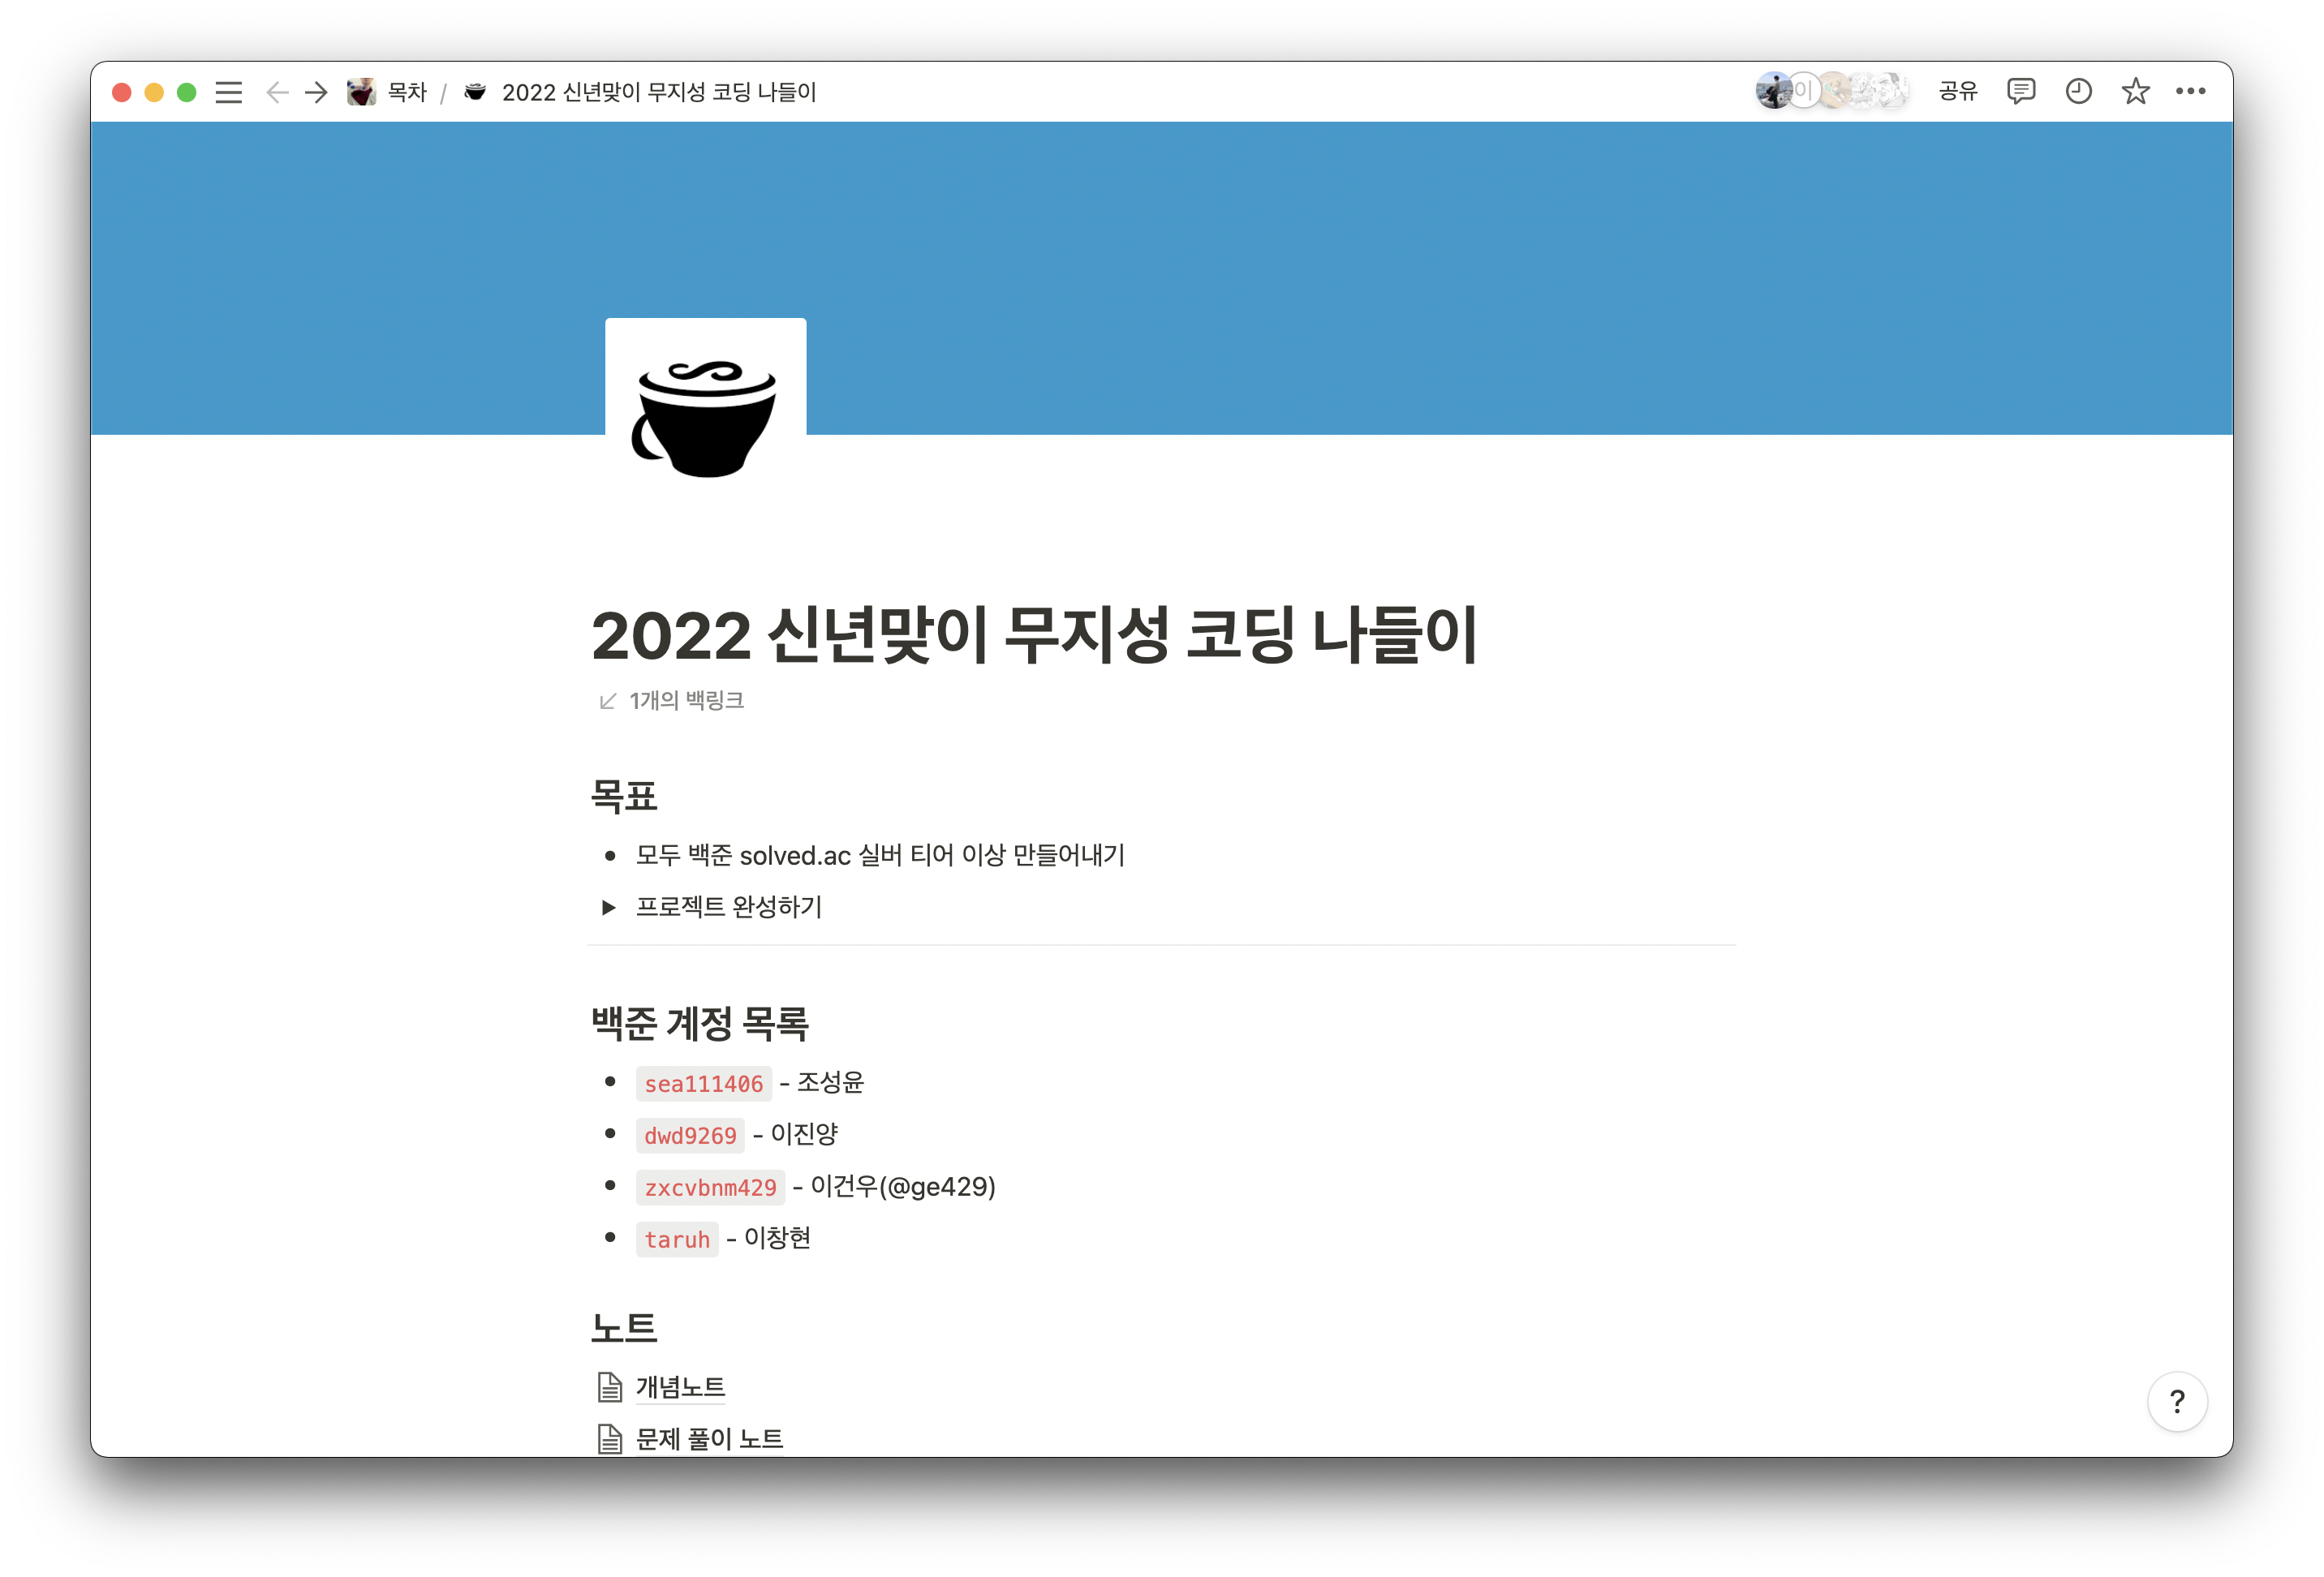 목차 / 2022 신년맞이 무지성 코딩 나들이
이 공유
2022 신년맞이 무지성 코딩 나들이
1개의 백링크
목표
• 모두 백준 solved.ac 실버 티어 이상 만들어내기
▶ 프로젝트 완성하기
백준 계정 목록
• sea111406 - 조성윤
• dwd9269 - 이진양
• zxcvbnm429 - 이건우(@ge429)
• taruh - 이창현
노트
개념노트
문제 풀이 노트
?